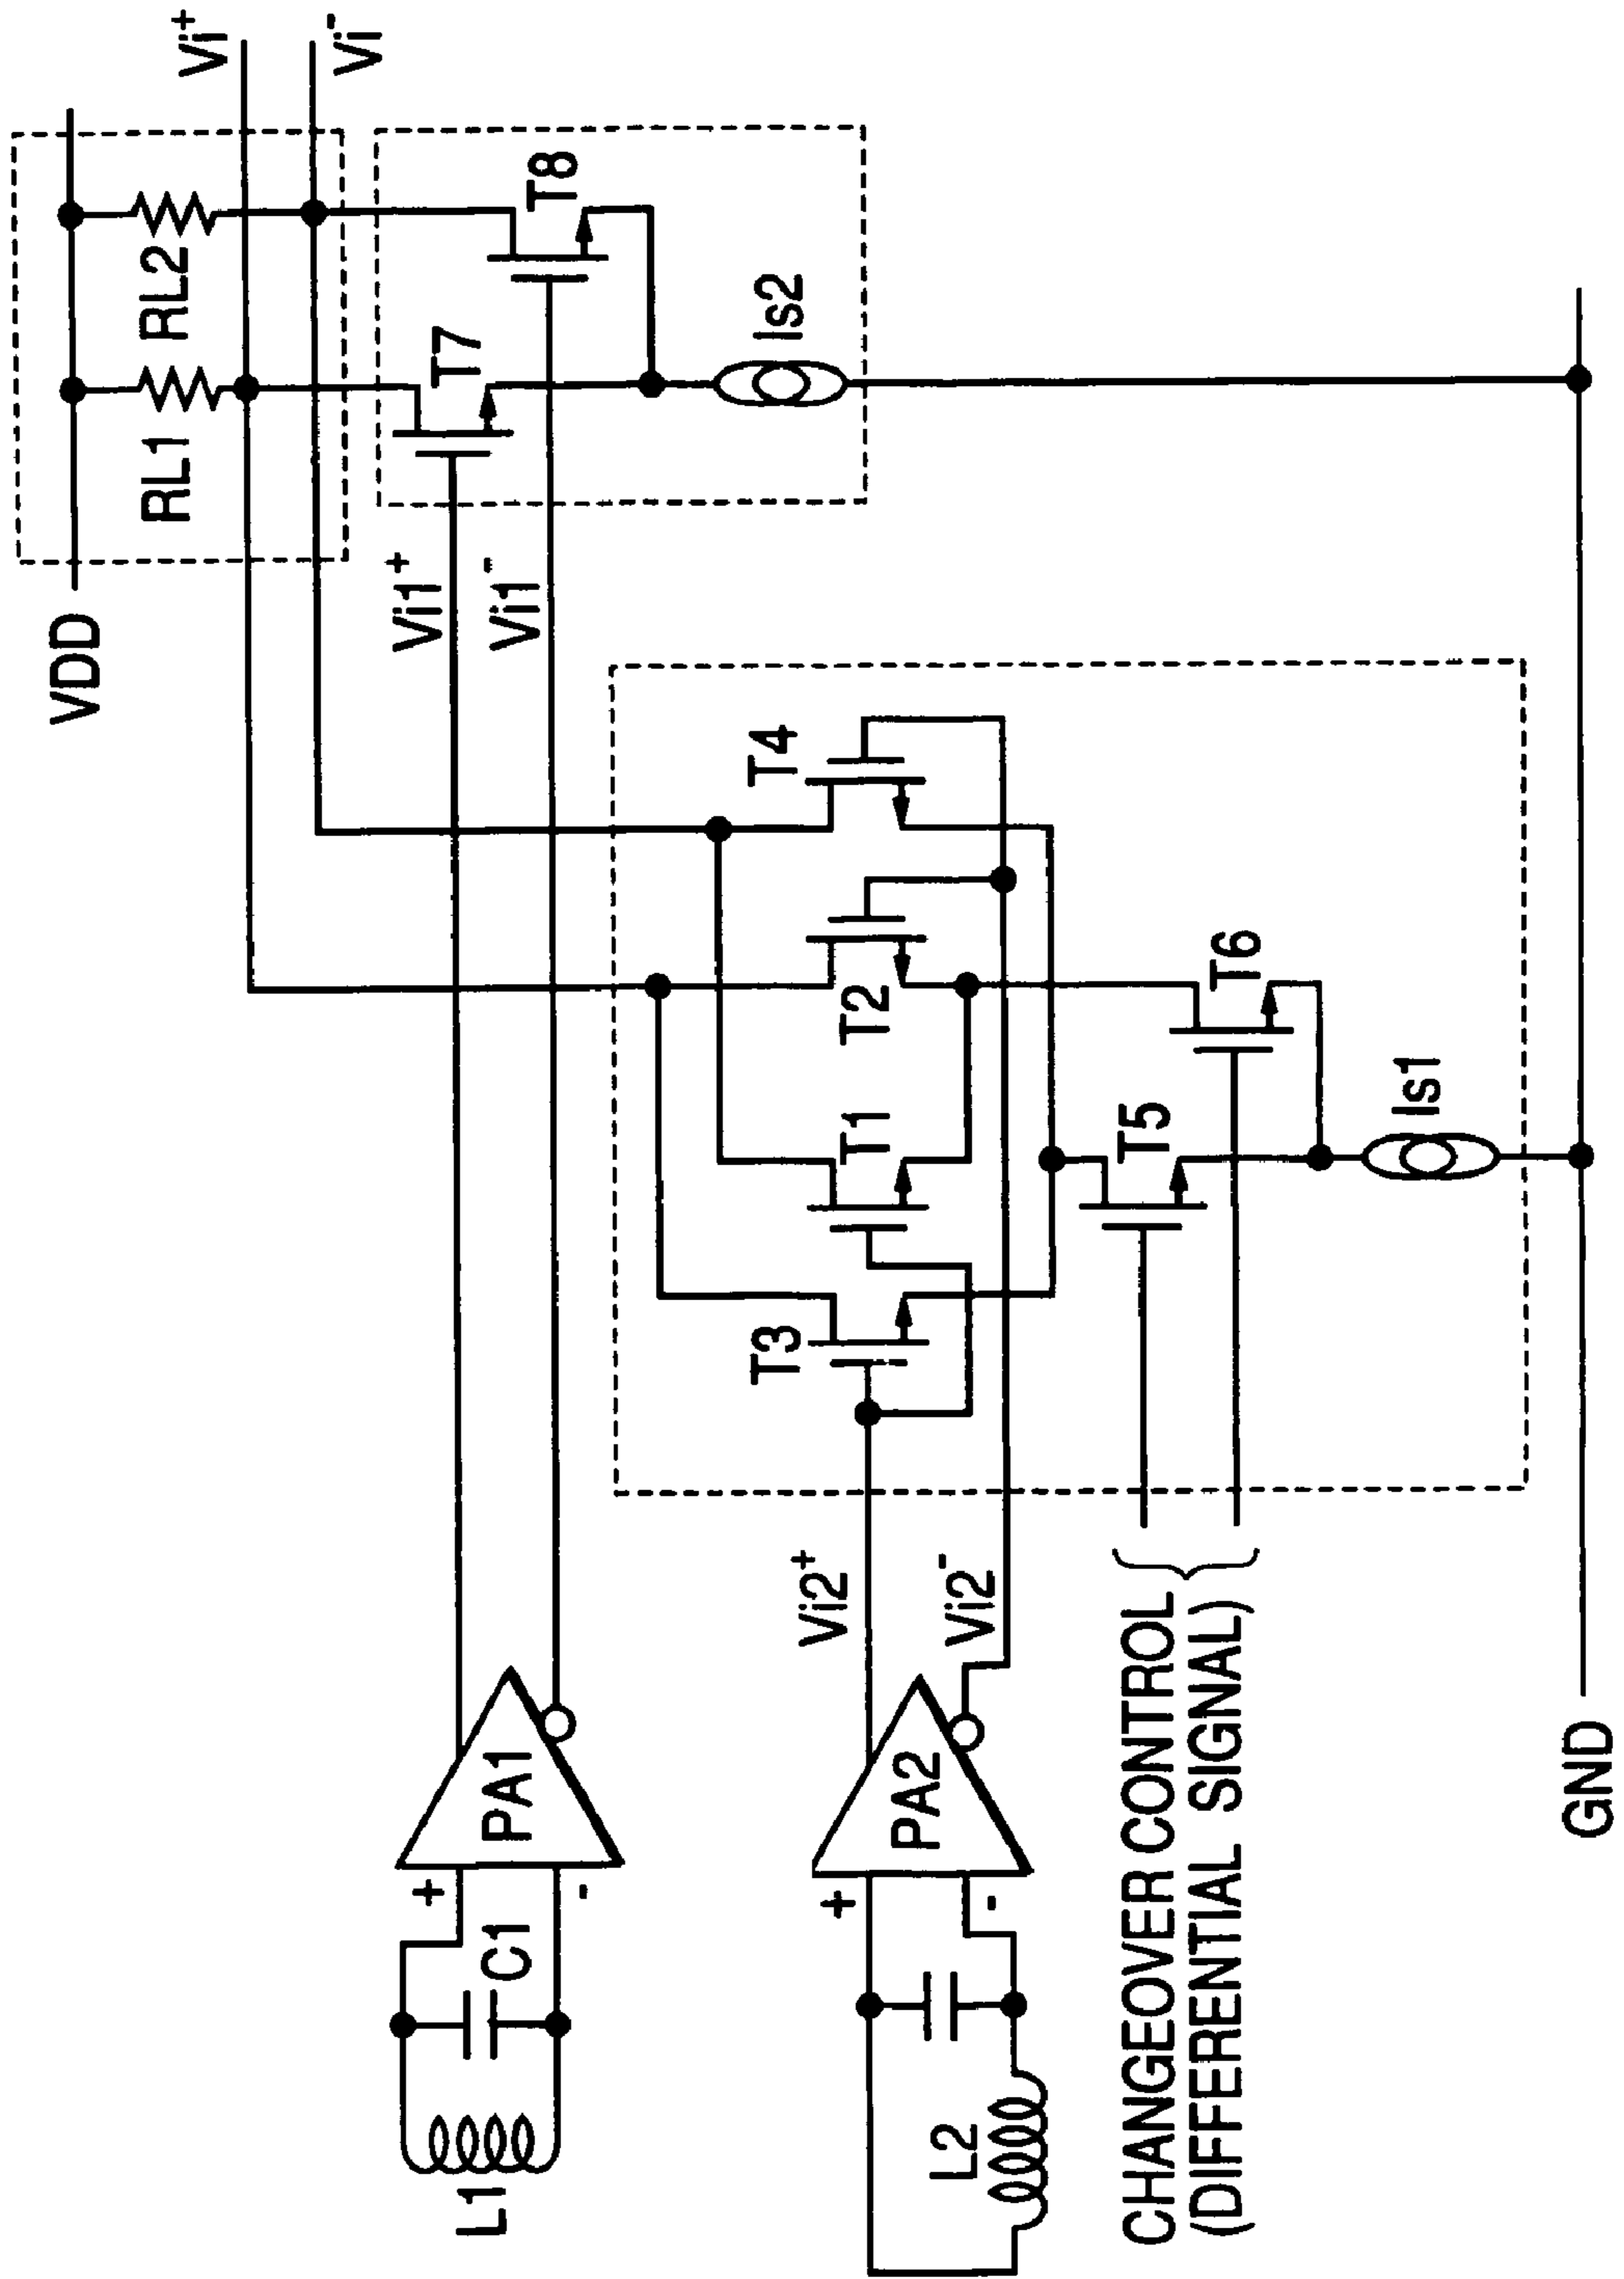 VDD
RL1
RL2
Vi+
Vi-
L1
C1
+
-
PA1
Vi1+
Vi1-
T7
T8
Is2
L2
+
-
PA2
Vi2+
Vi2-
T3
T1
T2
T4
T5
T6
Is1
CHANGEOVER CONTROL
(DIFFERENTIAL SIGNAL)
GND